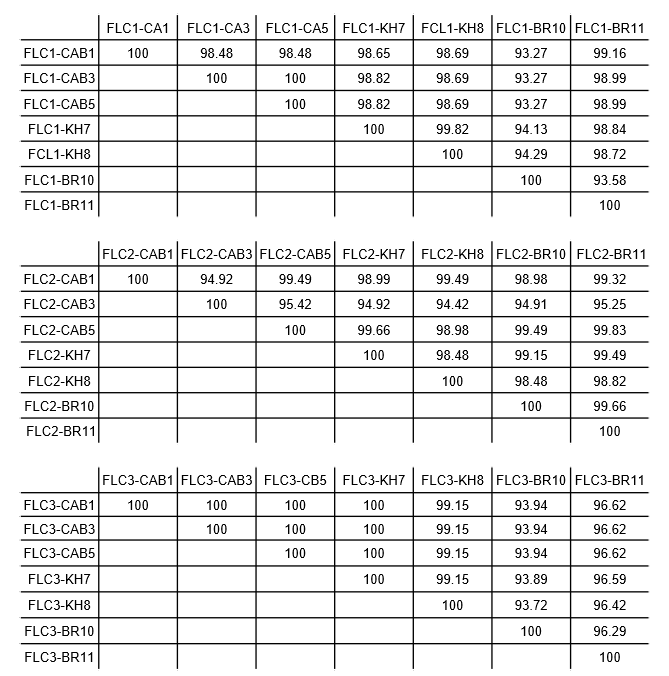 FLC1-CA1 FLC1-CA3 FLC1-CA5 FLC1-KH7 FCL1-KH8 FLC1-BR10 FLC1-BR11
FLC1-CAB1 100 98.48 98.48 98.65 98.69 93.27 99.16
FLC1-CAB3 100 100 98.82 98.69 93.27 98.99
FLC1-CAB5 100 98.82 98.69 93.27 98.99
FLC1-KH7 100 99.82 94.13 98.84
FCL1-KH8 100 94.29 98.72
FLC1-BR10 100 93.58
FLC1-BR11 100
FLC2-CAB1 FLC2-CAB3 FLC2-CAB5 FLC2-KH7 FLC2-KH8 FLC2-BR10 FLC2-BR11
FLC2-CAB1 100 94.92 99.49 98.99 99.49 98.98 99.32
FLC2-CAB3 100 95.42 94.92 94.42 94.91 95.25
FLC2-CAB5 100 99.66 98.98 99.49 99.83
FLC2-KH7 100 98.48 99.15 99.49
FLC2-KH8 100 98.48 98.82
FLC2-BR10 100 99.66
FLC2-BR11 100
FLC3-CAB1 FLC3-CAB3 FLC3-CB5 FLC3-KH7 FLC3-KH8 FLC3-BR10 FLC3-BR11
FLC3-CAB1 100 100 100 100 99.15 93.94 96.62
FLC3-CAB3 100 100 100 99.15 93.94 96.62
FLC3-CAB5 100 100 99.15 93.94 96.62
FLC3-KH7 100 99.15 93.89 96.59
FLC3-KH8 100 93.72 96.42
FLC3-BR10 100 96.29
FLC3-BR11 100